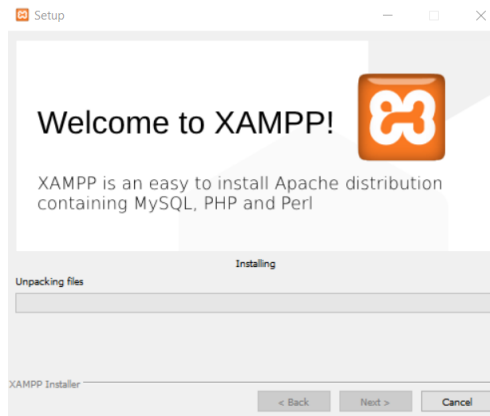 Setup
Welcome to XAMPP!
XAMPP is an easy to install Apache distribution
containing MySQL, PHP and Perl
Installing
Unpacking files
XAMPP Installer
< Back
Next >
Cancel